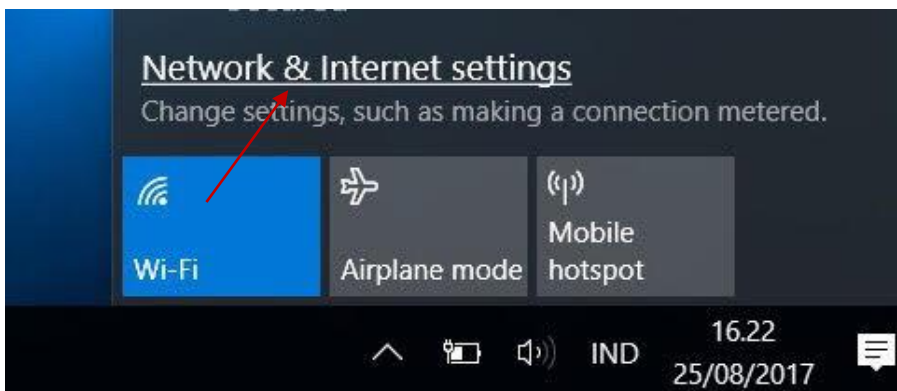 Network & Internet settings
Change settings, such as making a connection metered.
Wi-Fi
Airplane mode
Mobile
hotspot
IND
16.22
25/08/2017